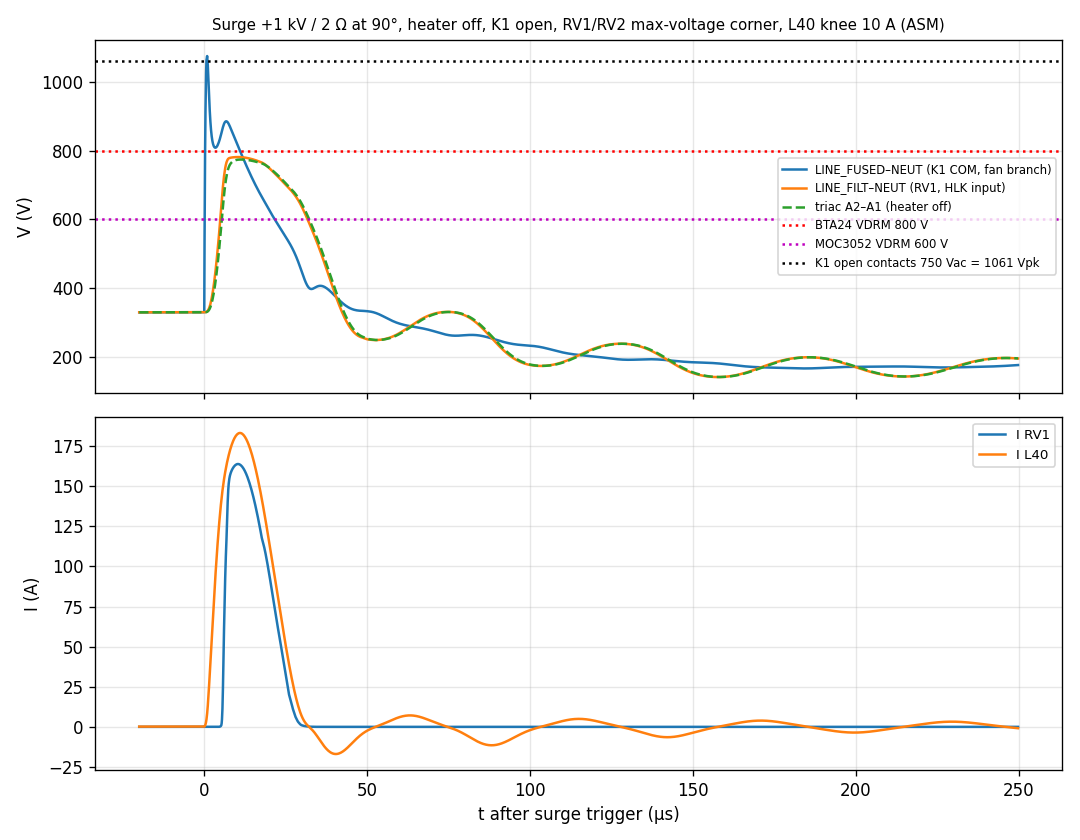 Surge +1 kV / 2 Ω at 90°, heater off, K1 open, RV1/RV2 max-voltage corner, L40 knee 10 A (ASM)
V (V)
1000
800
600
400
200
LINE_FUSED–NEUT (K1 COM, fan branch)
LINE_FILT–NEUT (RV1, HLK input)
triac A2–A1 (heater off)
BTA24 VDRM 800 V
MOC3052 VDRM 600 V
K1 open contacts 750 Vac = 1061 Vpk
I (A)
175
150
125
100
75
50
25
0
−25
I RV1
I L40
0 50 100 150 200 250
t after surge trigger (μs)